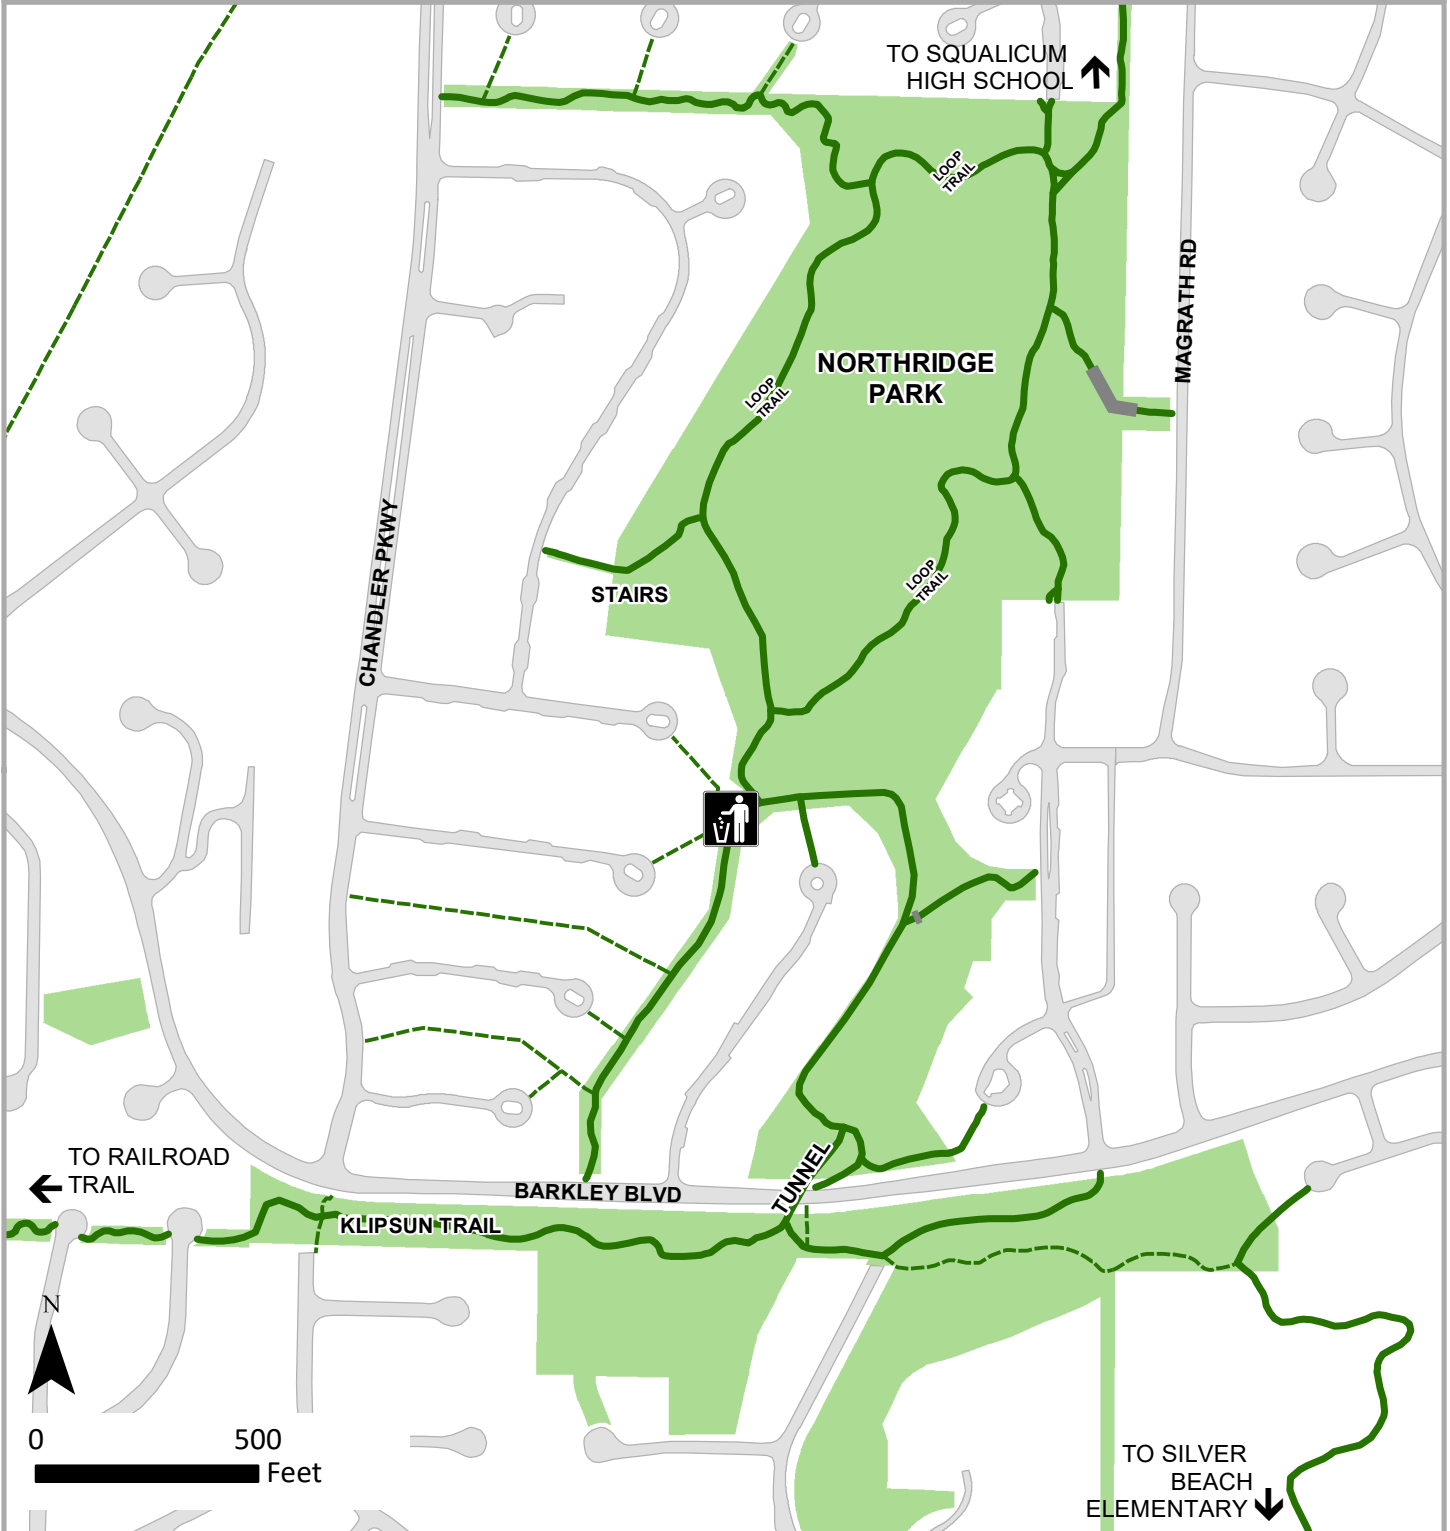 TO SQUALICUM
HIGH SCHOOL
LOOP
TRAIL
MAGRATH RD
NORTHRIDGE
PARK
LOOP
TRAIL
CHANDLER PKWY
STAIRS
LOOP
TRAIL
TO RAILROAD
TRAIL
TUNNEL
BARKLEY BLVD
KLIPSUN TRAIL
N
0 500
Feet
TO SILVER
BEACH
ELEMENTARY